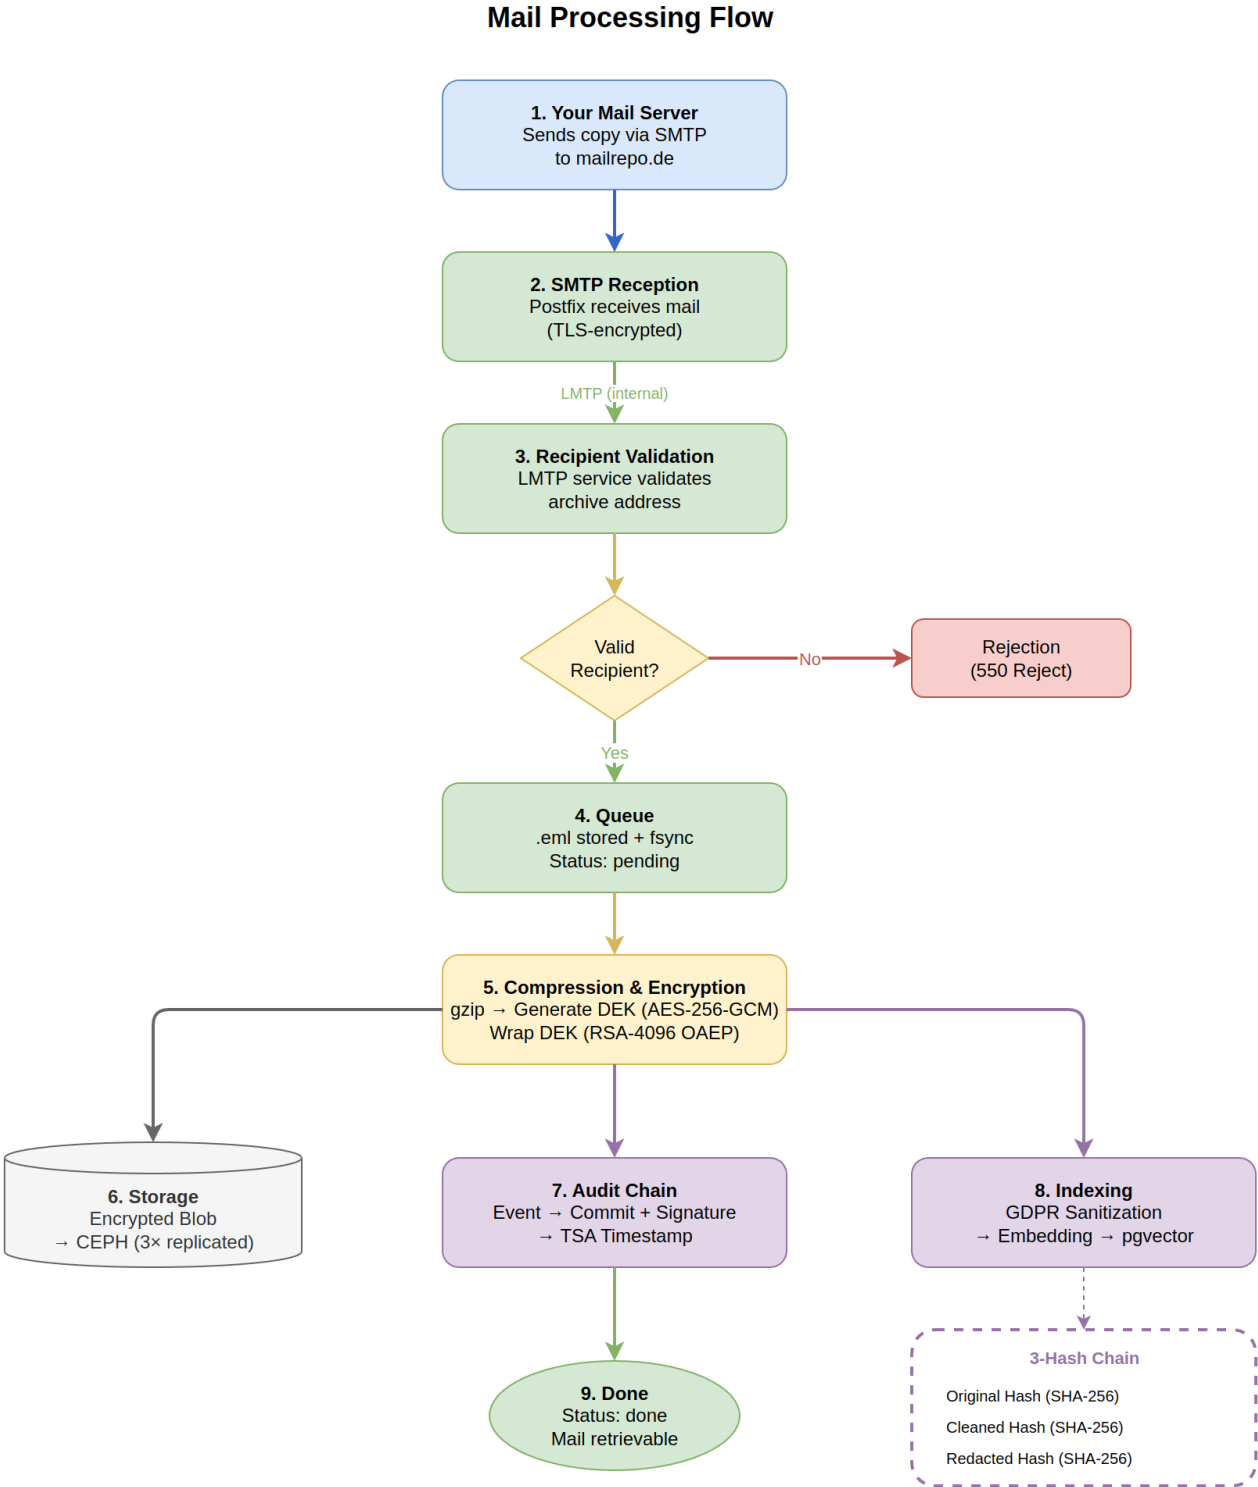 Mail Processing Flow
1. Your Mail Server
Sends copy via SMTP
to mailrepo.de
2. SMTP Reception
Postfix receives mail
(TLS-encrypted)
LMTP (internal)
3. Recipient Validation
LMTP service validates
archive address
Valid
Recipient?
No
Rejection
(550 Reject)
Yes
4. Queue
.eml stored + fsync
Status: pending
5. Compression & Encryption
gzip → Generate DEK (AES-256-GCM)
Wrap DEK (RSA-4096 OAEP)
6. Storage
Encrypted Blob
→ CEPH (3× replicated)
7. Audit Chain
Event → Commit + Signature
→ TSA Timestamp
8. Indexing
GDPR Sanitization
→ Embedding → pgvector
9. Done
Status: done
Mail retrievable
3-Hash Chain
Original Hash (SHA-256)
Cleaned Hash (SHA-256)
Redacted Hash (SHA-256)